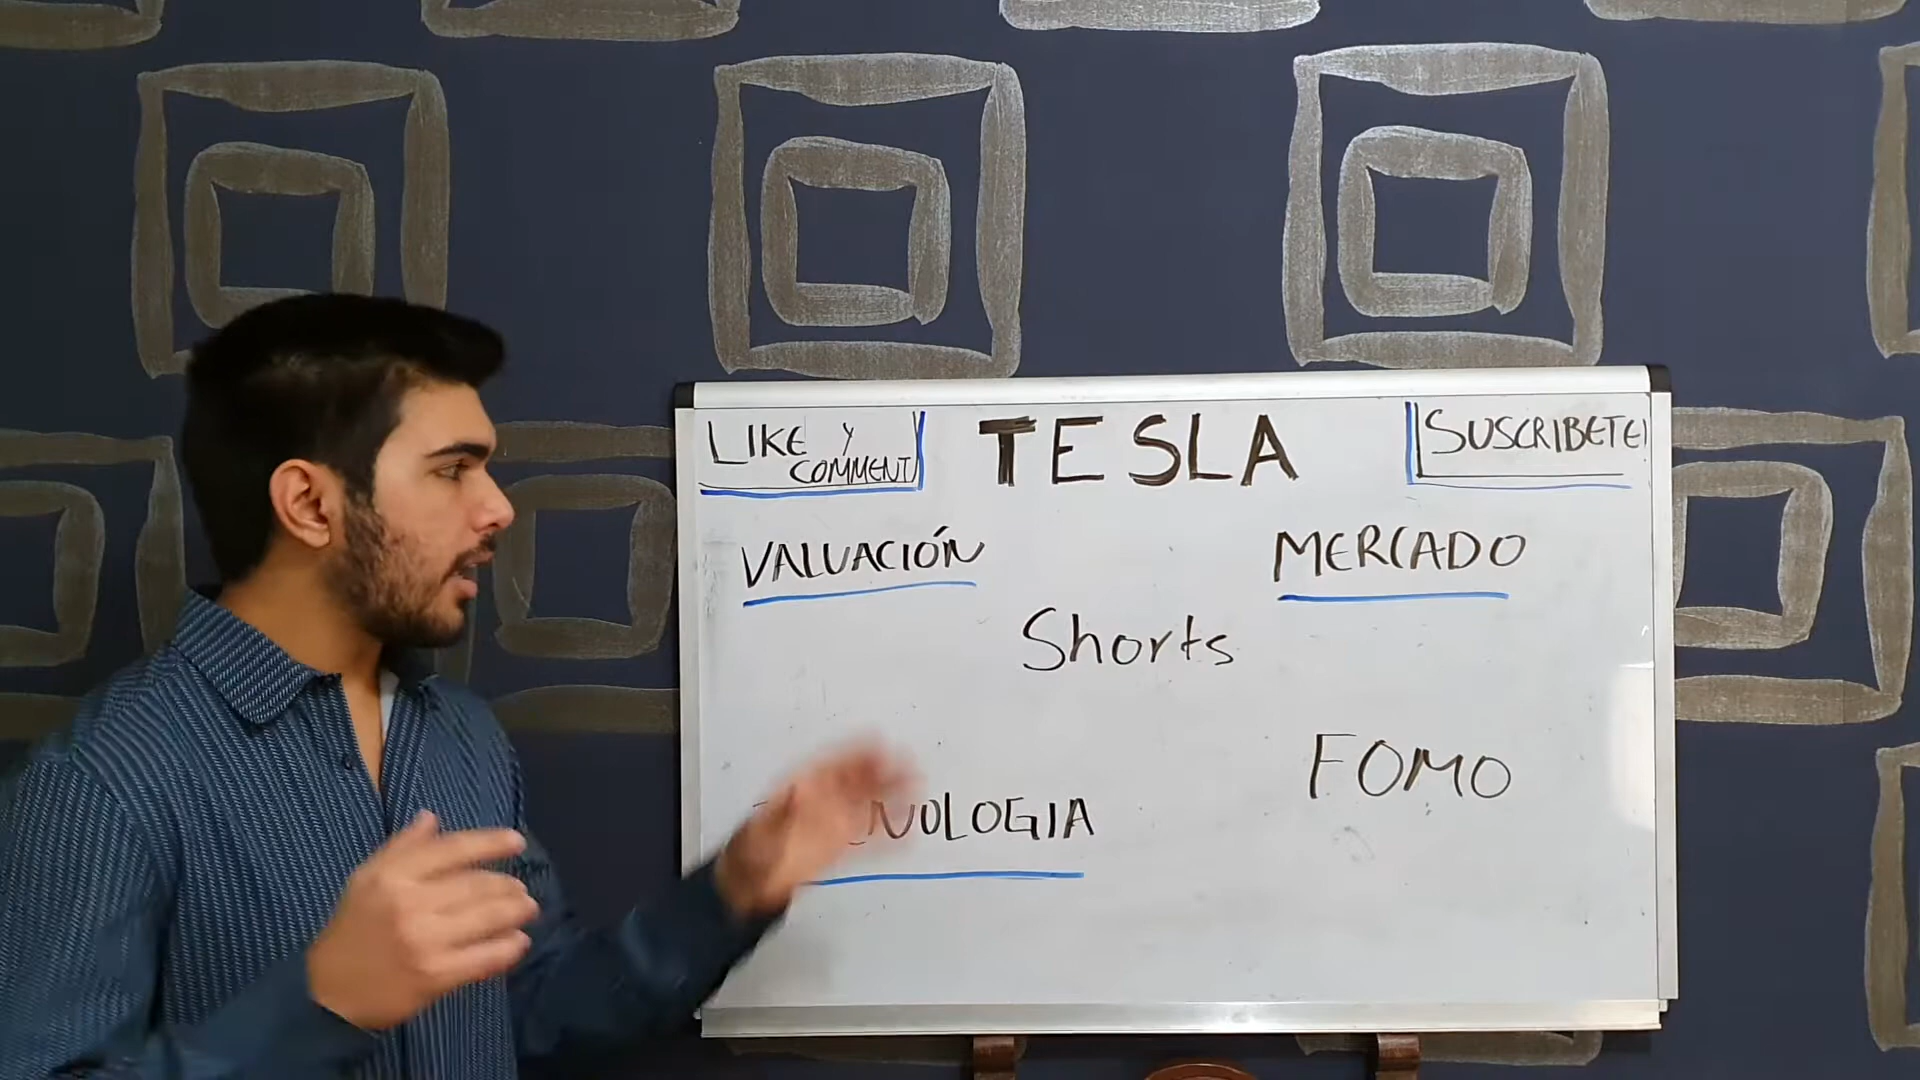 LIKE Y
COMMENT
TESLA
SUSCRIBETE!
VALUACIÓN
MERCADO
Shorts
FOMO